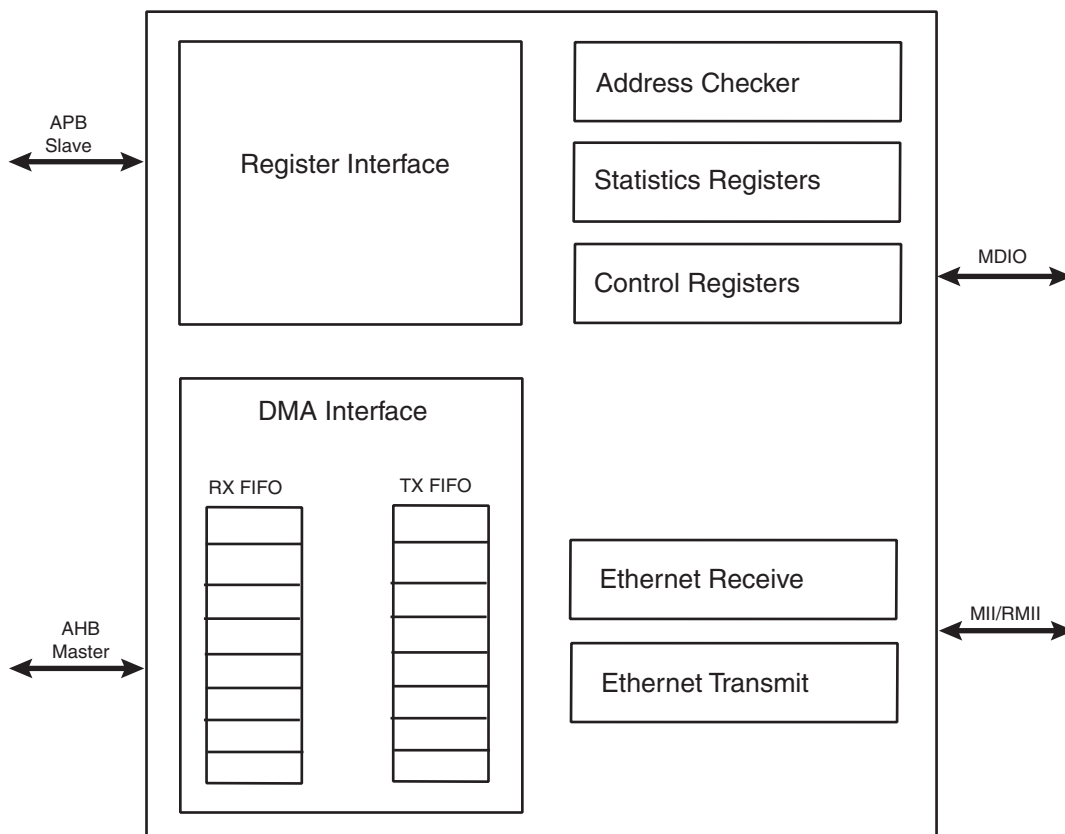 Address Checker
APB
Slave
Register Interface
Statistics Registers
MDIO
Control Registers
DMA Interface
RX FIFO
TX FIFO
Ethernet Receive
AHB
Master
MII/RMII
Ethernet Transmit